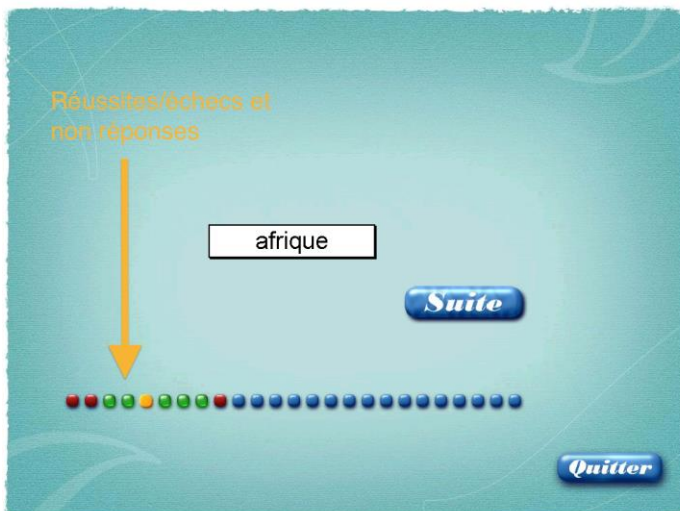 Réussites/échecs et
non réponses
afrique
Suite
Quitter